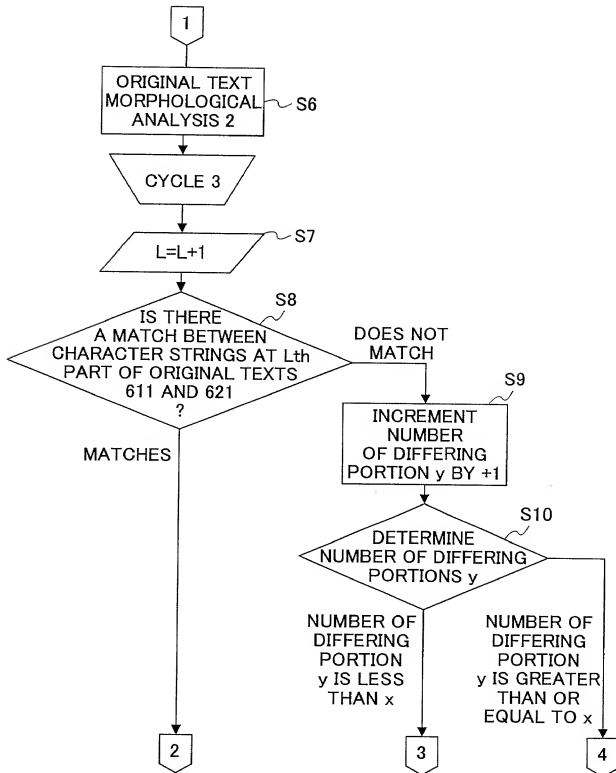 1
ORIGINAL TEXT
MORPHOLOGICAL
ANALYSIS 2
S6
CYCLE 3
S7
L=L+1
S8
IS THERE
A MATCH BETWEEN
CHARACTER STRINGS AT Lth
PART OF ORIGINAL TEXTS
611 AND 621
?
DOES NOT
MATCH
MATCHES
S9
INCREMENT
NUMBER
OF DIFFERING
PORTION y BY +1
S10
DETERMINE
NUMBER OF DIFFERING
PORTIONS y
NUMBER OF
DIFFERING
PORTION
y IS LESS
THAN x
NUMBER OF
DIFFERING
PORTION
y IS GREATER
THAN OR
EQUAL TO x
2
3
4